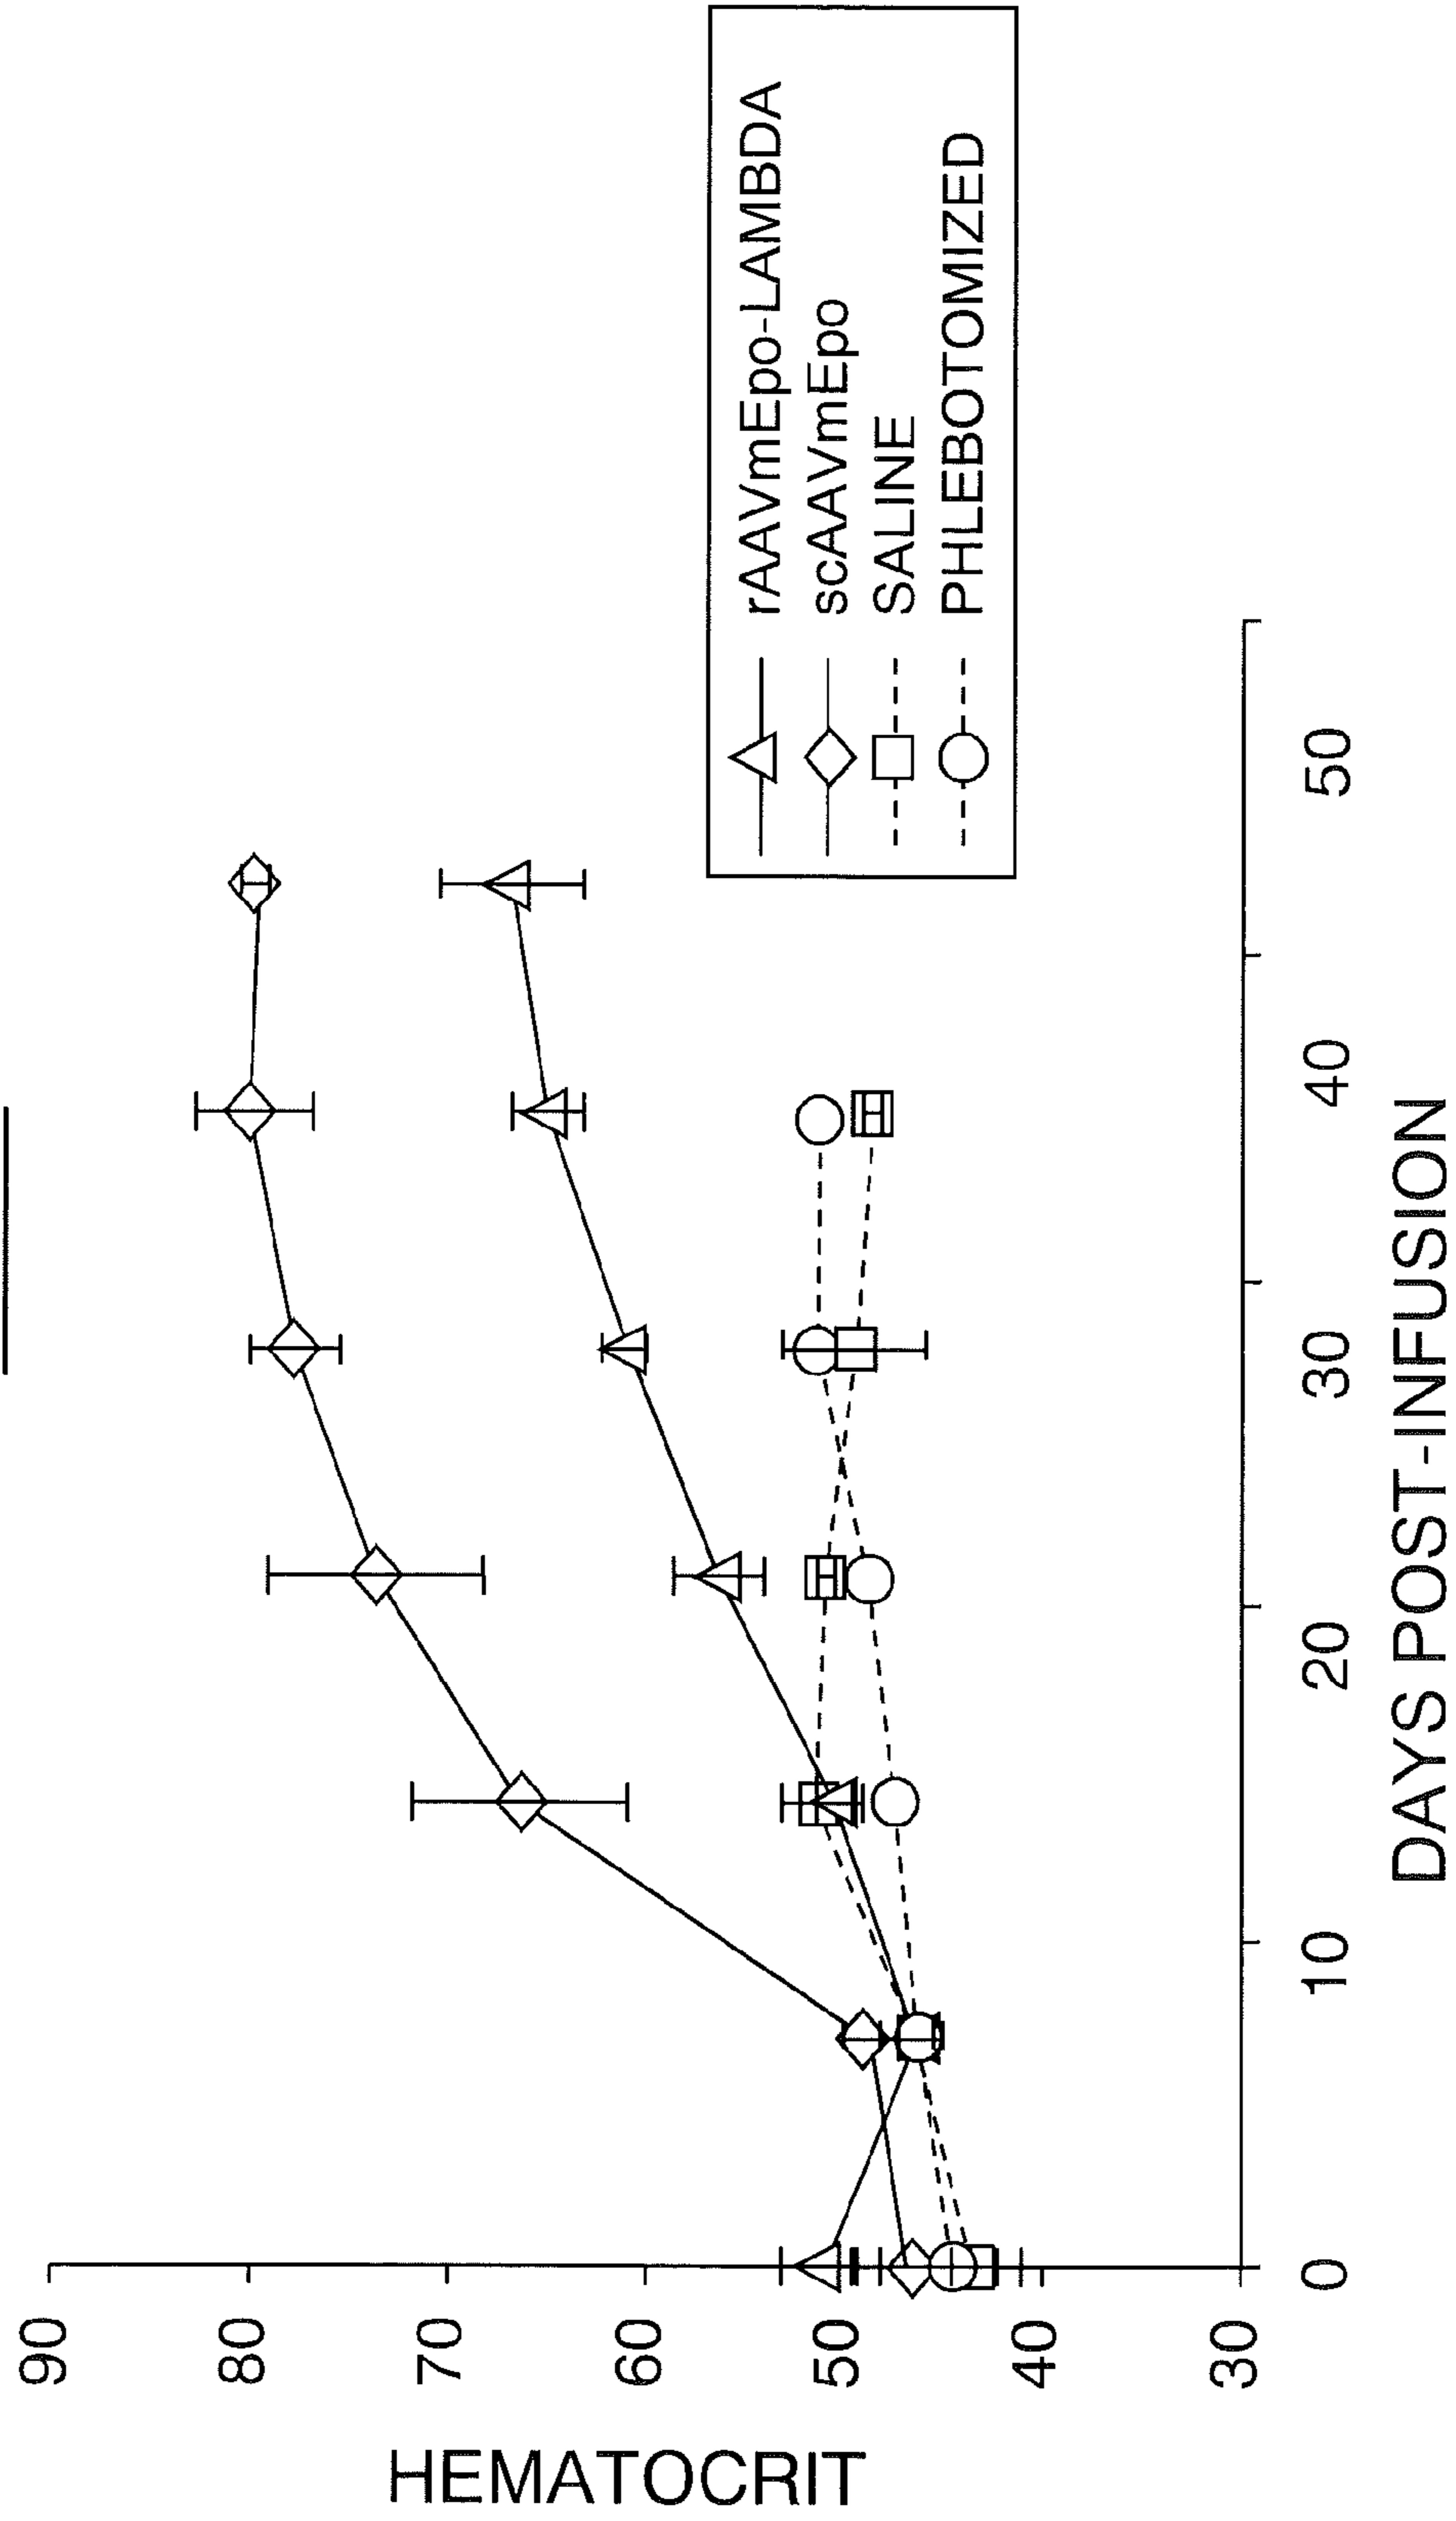 HEMATOCRIT
90
80
70
60
50
40
30
0
10
20
30
40
50
DAYS POST-INFUSION
rAAVmEpo-LAMBDA
scAAVmEpo
SALINE
PHLEBOTOMIZED